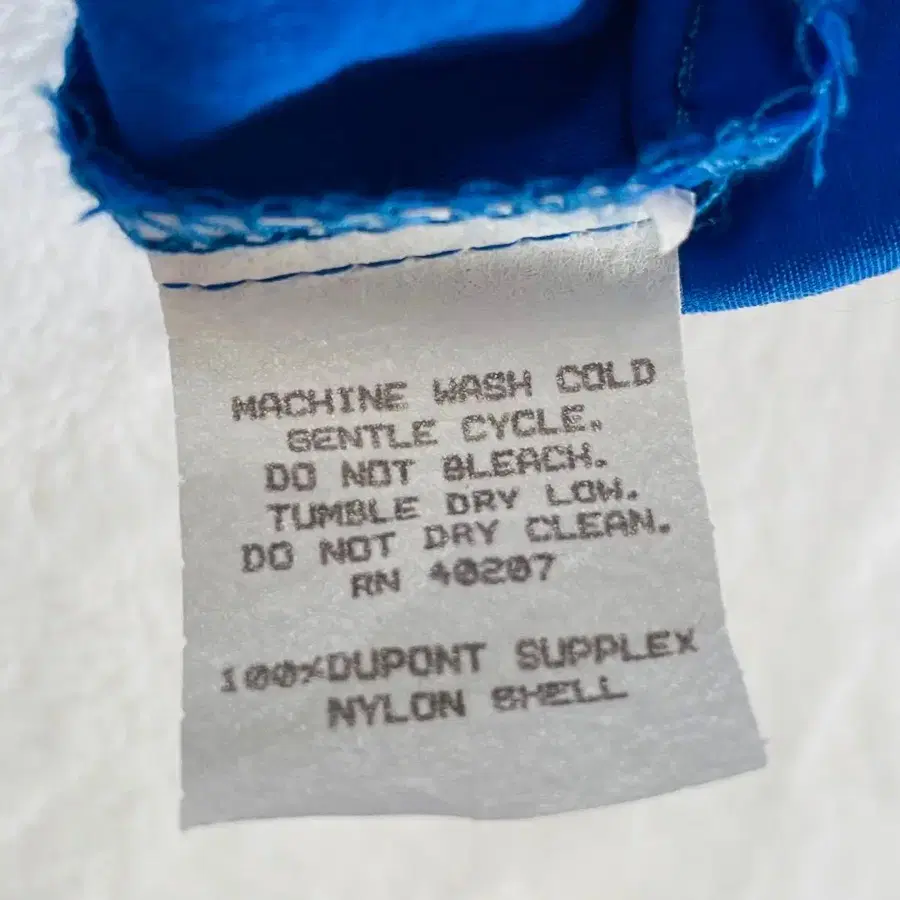 MACHINE WASH COLD
GENTLE CYCLE.
DO NOT BLEACH.
TUMBLE DRY LOW.
DO NOT DRY CLEAN.
RN 40207
100%DUPONT SUPPLEX
NYLON SHELL